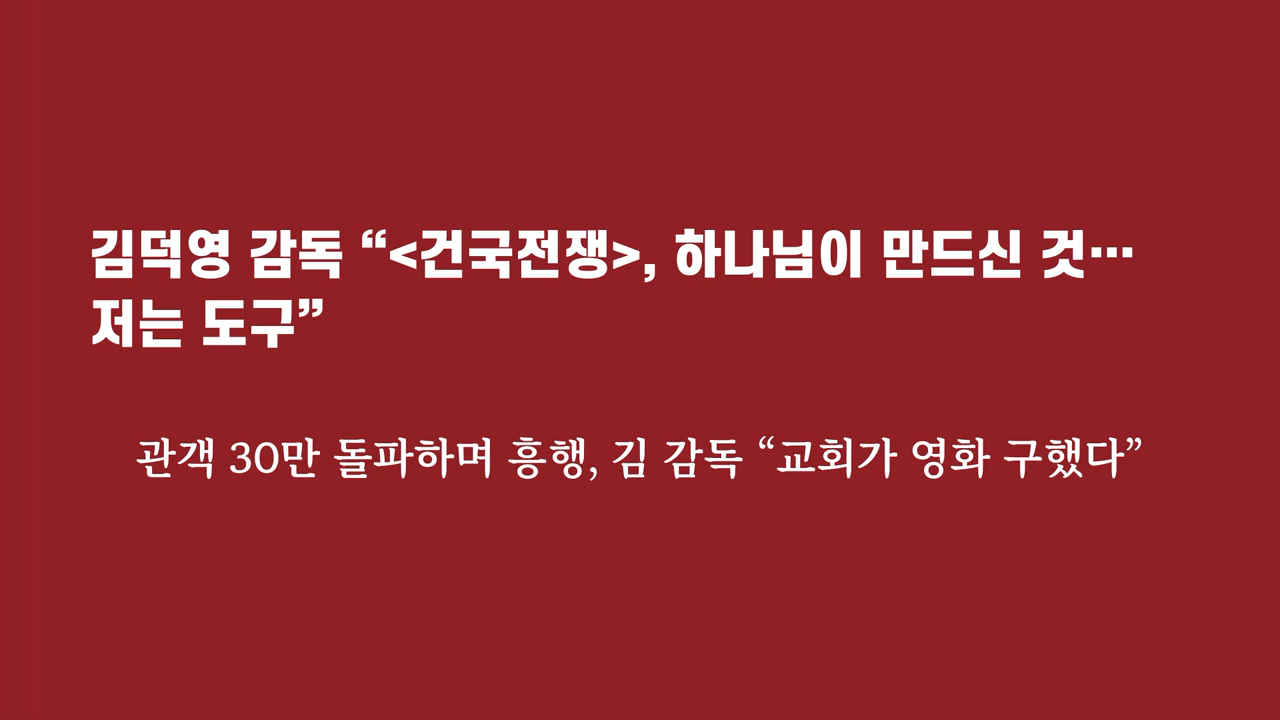 김덕영 감독 “<건국전쟁>, 하나님이 만드신 것…
저는 도구”
관객 30만 돌파하며 흥행, 김 감독 “교회가 영화 구했다”